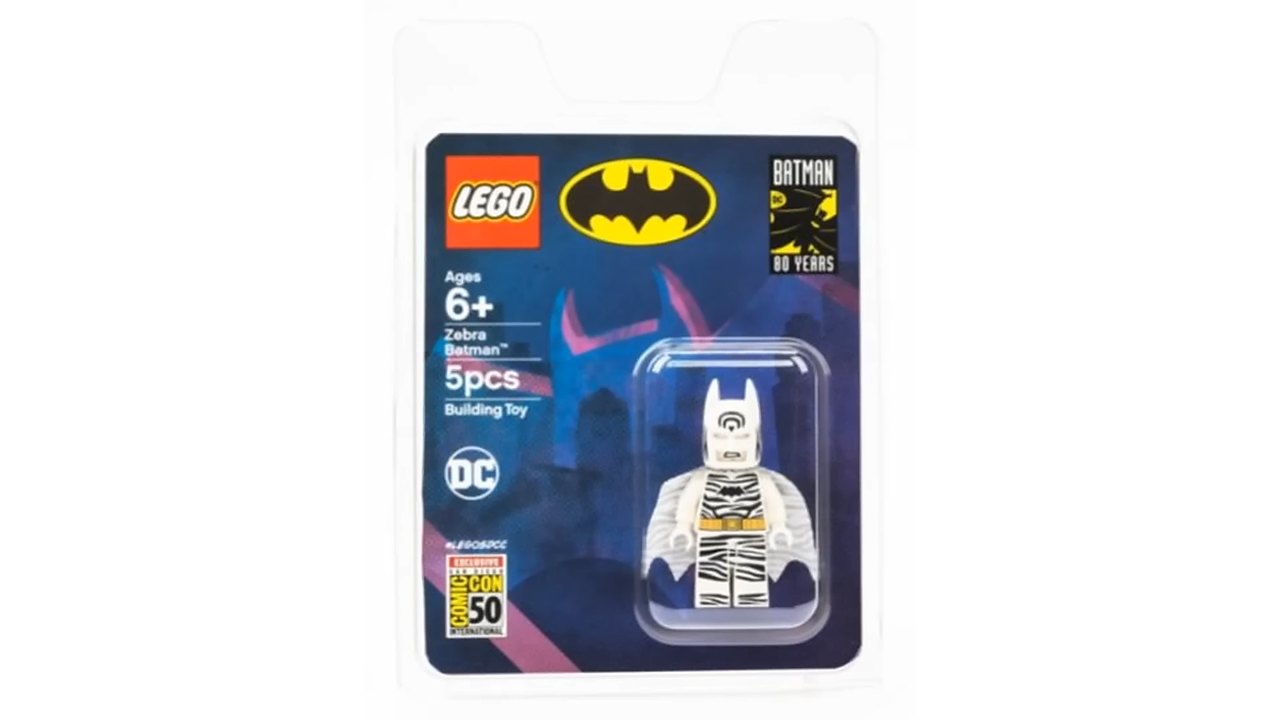 LEGO
BATMAN
DC
80 YEARS
Ages
6+
Zebra
Batman™
5pcs
Building Toy
DC
#LEGOSDCC
EXCLUSIVE
SAN DIEGO
COMIC CON
50
INTERNATIONAL